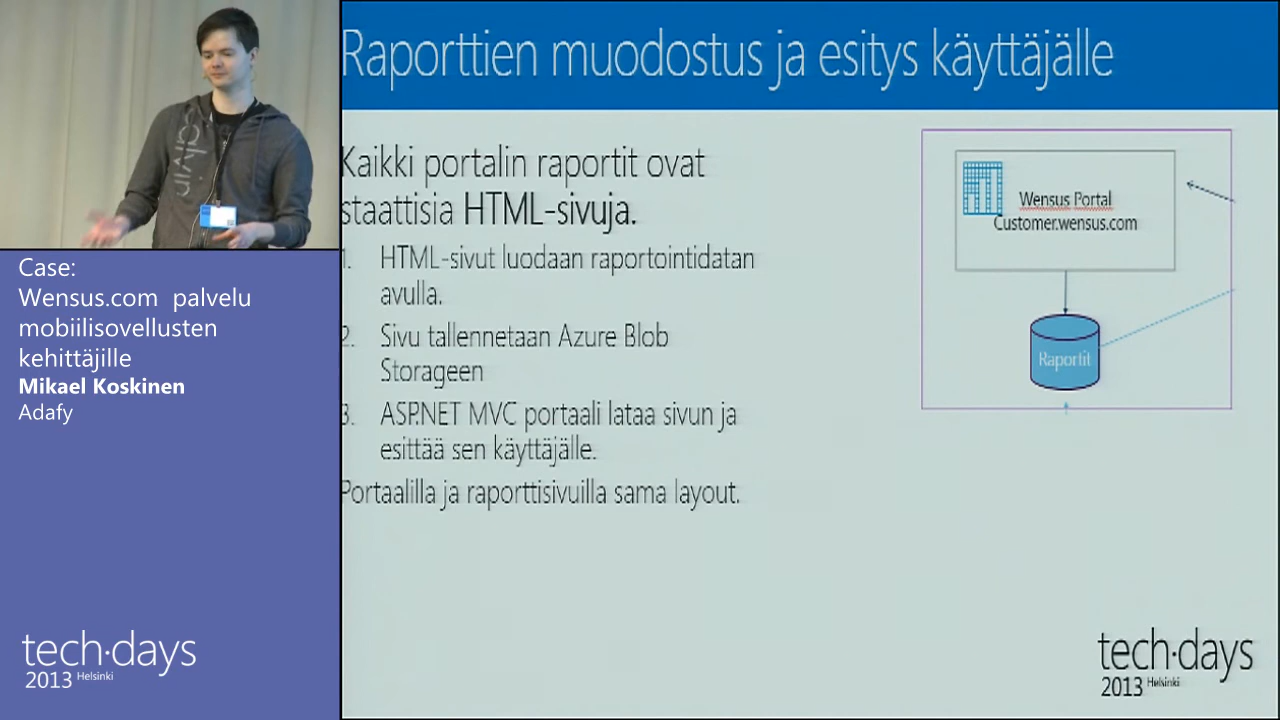 Raporttien muodostus ja esitys käyttäjälle
Kaikki portalin raportit ovat
staattisia HTML-sivuja.
1. HTML-sivut luodaan raportointidatan
avulla.
2. Sivu tallennetaan Azure Blob
Storageen
3. ASP.NET MVC portaali lataa sivun ja
esittää sen käyttäjälle.
Portaalilla ja raporttisivuilla sama layout.
Wensus Portal
Customer.wensus.com
Raportit
calvin
Case:
Wensus.com palvelu
mobiilisovellusten
kehittäjille
Mikael Koskinen
Adafy
tech·days
2013 Helsinki
tech·days
2013 Helsinki